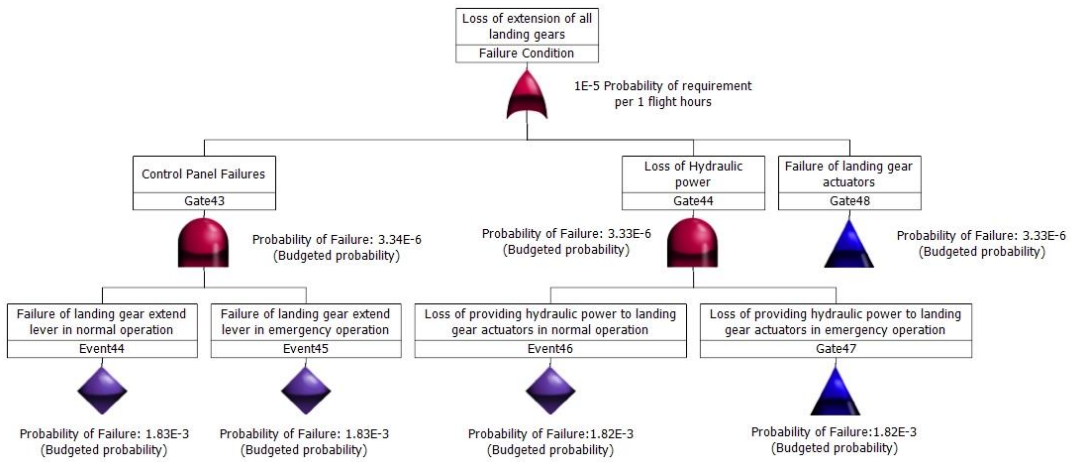 Loss of extension of all
landing gears
Failure Condition
1E-5 Probability of requirement
per 1 flight hours
Control Panel Failures
Gate43
Probability of Failure: 3.34E-6
(Budgeted probability)
Loss of Hydraulic
power
Gate44
Probability of Failure: 3.33E-6
(Budgeted probability)
Failure of landing gear
actuators
Gate48
Probability of Failure: 3.33E-6
(Budgeted probability)
Failure of landing gear extend
lever in normal operation
Event44
Probability of Failure: 1.83E-3
(Budgeted probability)
Failure of landing gear extend
lever in emergency operation
Event45
Probability of Failure: 1.83E-3
(Budgeted probability)
Loss of providing hydraulic power to landing
gear actuators in normal operation
Event46
Probability of Failure:1.82E-3
(Budgeted probability)
Loss of providing hydraulic power to landing
gear actuators in emergency operation
Gate47
Probability of Failure:1.82E-3
(Budgeted probability)